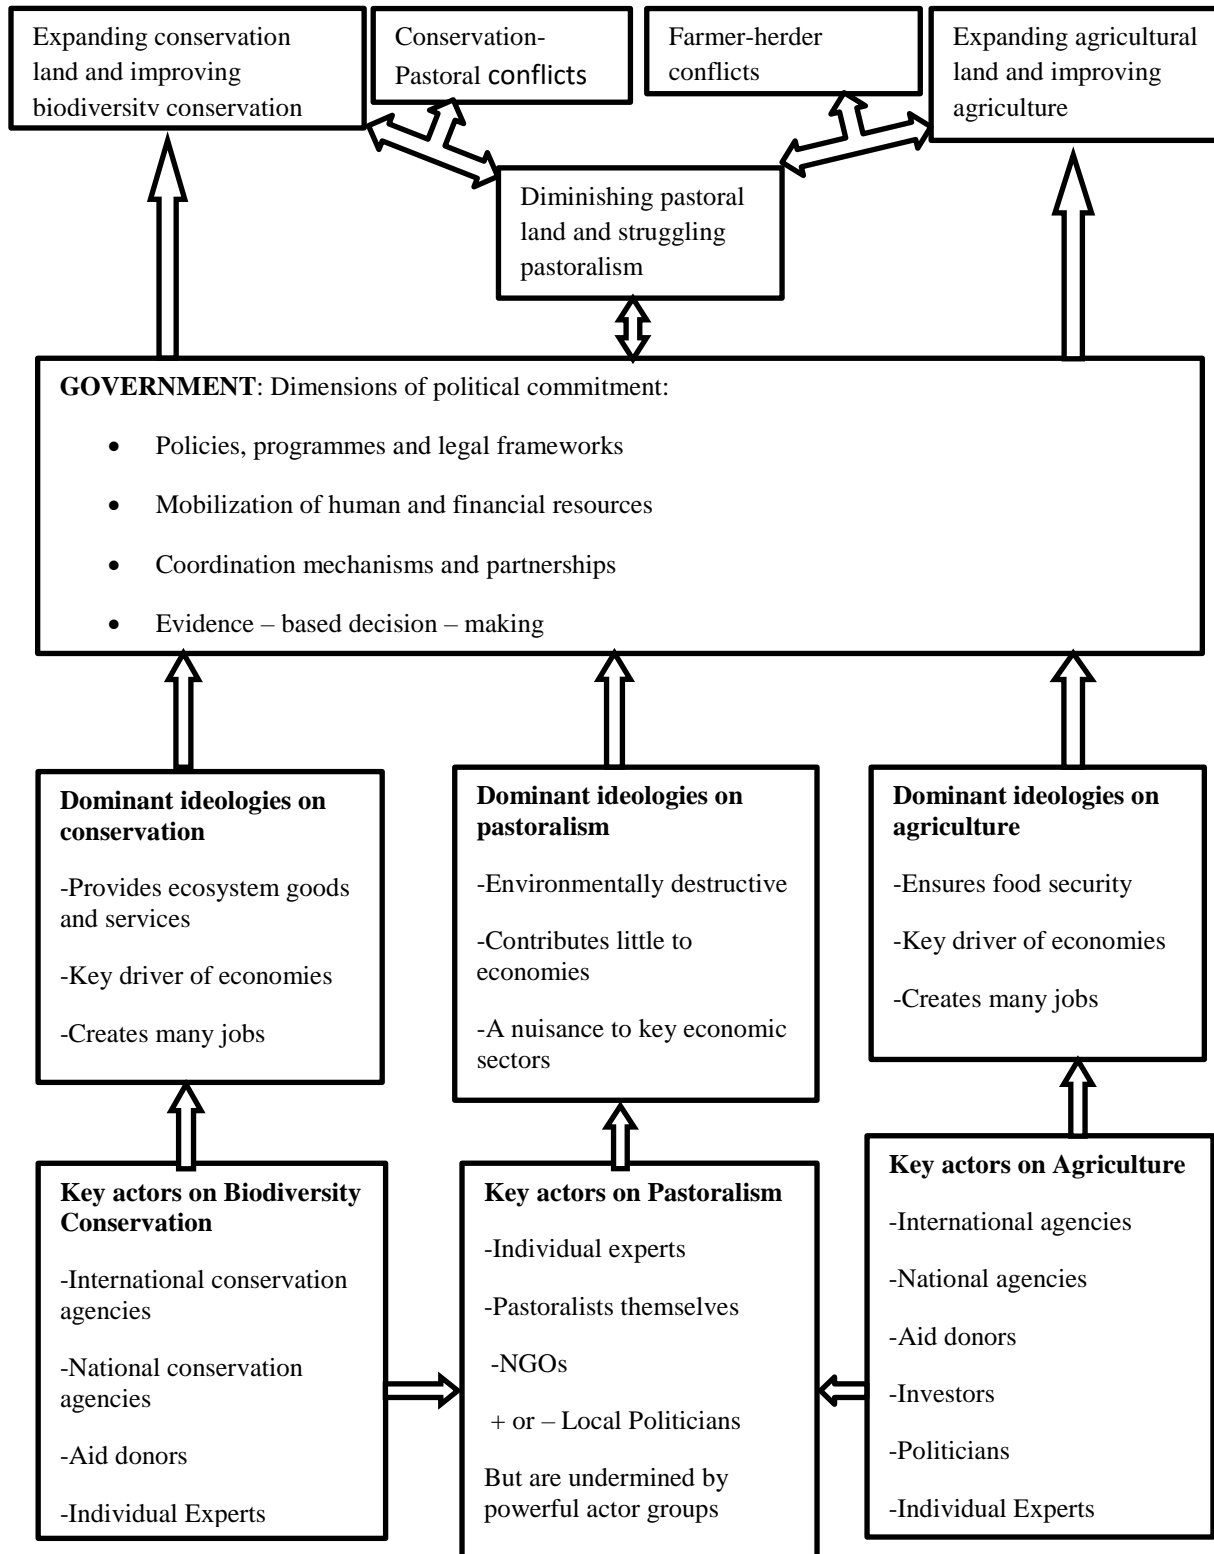 Expanding conservation
land and improving
biodiversity conservation
Conservation-
Pastoral conflicts
Farmer-herder
conflicts
Expanding agricultural
land and improving
agriculture
Diminishing pastoral
land and struggling
pastoralism
GOVERNMENT: Dimensions of political commitment:
• Policies, programmes and legal frameworks
• Mobilization of human and financial resources
• Coordination mechanisms and partnerships
• Evidence – based decision – making
Dominant ideologies on
conservation
-Provides ecosystem goods
and services
-Key driver of economies
-Creates many jobs
Dominant ideologies on
pastoralism
-Environmentally destructive
-Contributes little to
economies
-A nuisance to key economic
sectors
Dominant ideologies on
agriculture
-Ensures food security
-Key driver of economies
-Creates many jobs
Key actors on Biodiversity
Conservation
-International conservation
agencies
-National conservation
agencies
-Aid donors
-Individual Experts
Key actors on Pastoralism
-Individual experts
-Pastoralists themselves
-NGOs
+ or – Local Politicians
But are undermined by
powerful actor groups
Key actors on Agriculture
-International agencies
-National agencies
-Aid donors
-Investors
-Politicians
-Individual Experts